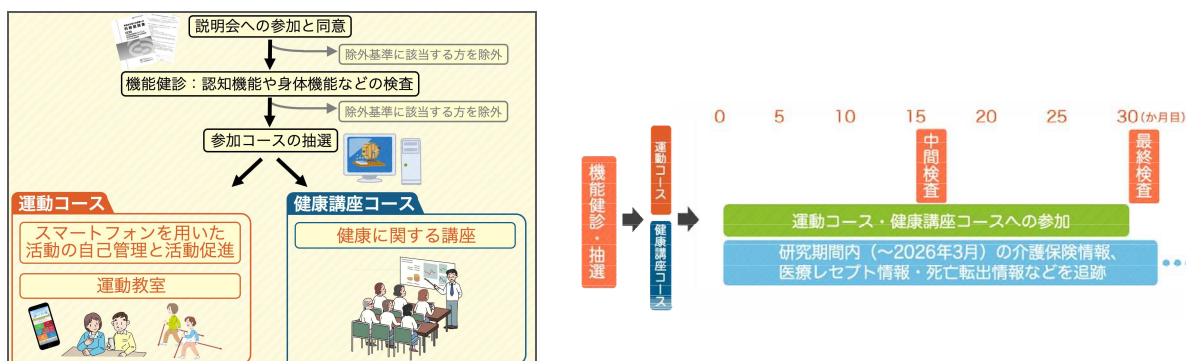 説明会への参加と同意
除外基準に該当する方を除外
機能健診：認知機能や身体機能などの検査
除外基準に該当する方を除外
参加コースの抽選
運動コース
スマートフォンを用いた
活動の自己管理と活動促進
運動教室
健康講座コース
健康に関する講座
機能健診・抽選
運動コース
健康講座コース
0 5 10 15 20 25 30(か月目)
中間検査
最終検査
運動コース・健康講座コースへの参加
研究期間内（〜2026年3月）の介護保険情報、
医療レセプト情報・死亡転出情報などを追跡